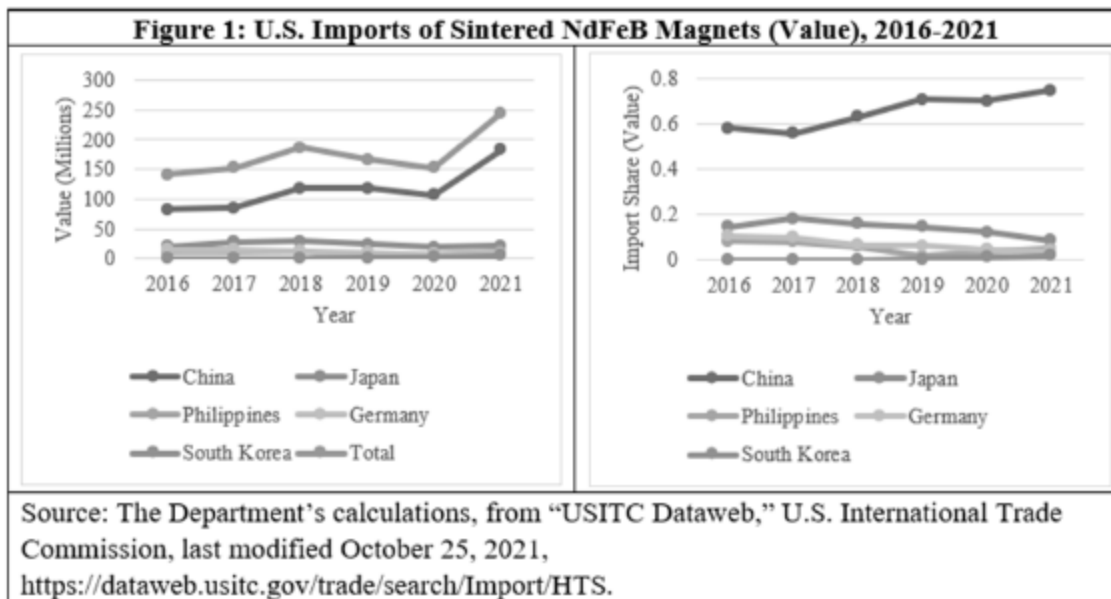 Figure 1: U.S. Imports of Sintered NdFeB Magnets (Value), 2016-2021
300
250
200
150
100
50
0
Value (Millions)
2016 2017 2018 2019 2020 2021
Year
China Japan
Philippines Germany
South Korea Total
0.8
0.6
0.4
0.2
0
Import Share (Value)
2016 2017 2018 2019 2020 2021
Year
China Japan
Philippines Germany
South Korea
Source: The Department’s calculations, from “USITC Dataweb,” U.S. International Trade
Commission, last modified October 25, 2021,
https://dataweb.usitc.gov/trade/search/Import/HTS.